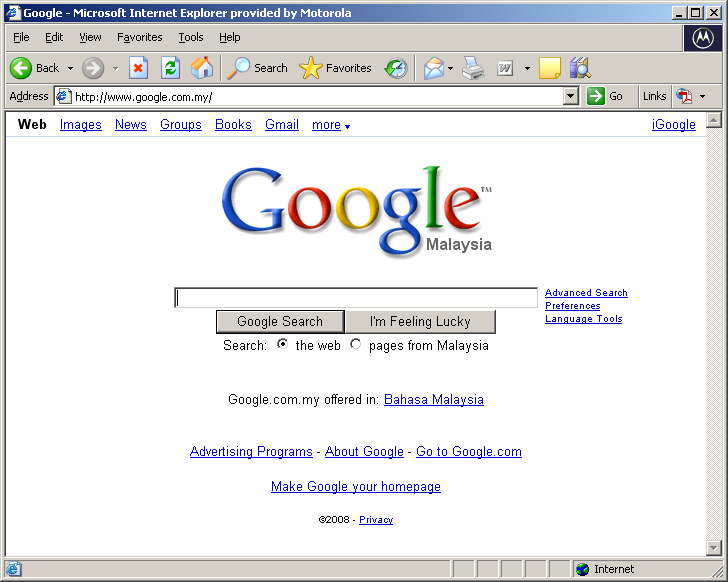 Google - Microsoft Internet Explorer provided by Motorola
File Edit View Favorites Tools Help
Back Search Favorites
Address http://www.google.com.my/ Go Links
Web Images News Groups Books Gmail more iGoogle
Google™
Malaysia
Advanced Search
Preferences
Language Tools
Google Search I'm Feeling Lucky
Search: the web pages from Malaysia
Google.com.my offered in: Bahasa Malaysia
Advertising Programs - About Google - Go to Google.com
Make Google your homepage
©2008 - Privacy
Internet